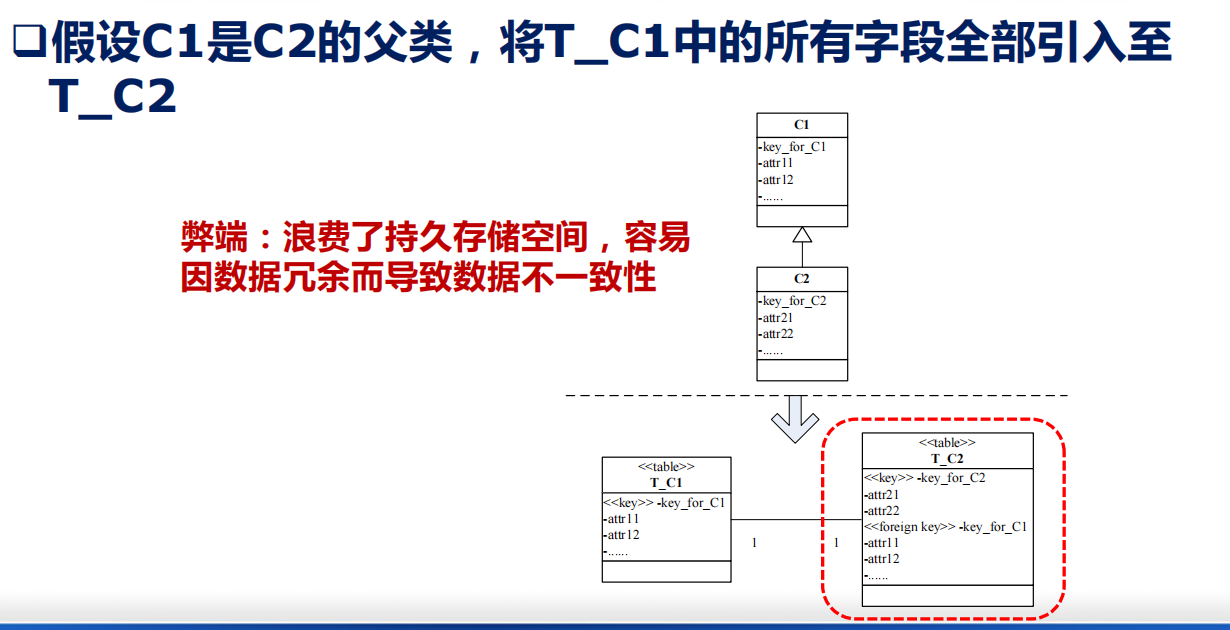 ❑假设C1是C2的父类，将T_C1中的所有字段全部引入至
T_C2
弊端：浪费了持久存储空间，容易
因数据冗余而导致数据不一致性
C1
-key_for_C1
-attr11
-attr12
-......
C2
-key_for_C2
-attr21
-attr22
-......
<<table>>
T_C1
<<key>> -key_for_C1
-attr11
-attr12
-......
1
1
<<table>>
T_C2
<<key>> -key_for_C2
-attr21
-attr22
<<foreign key>> -key_for_C1
-attr11
-attr12
-......